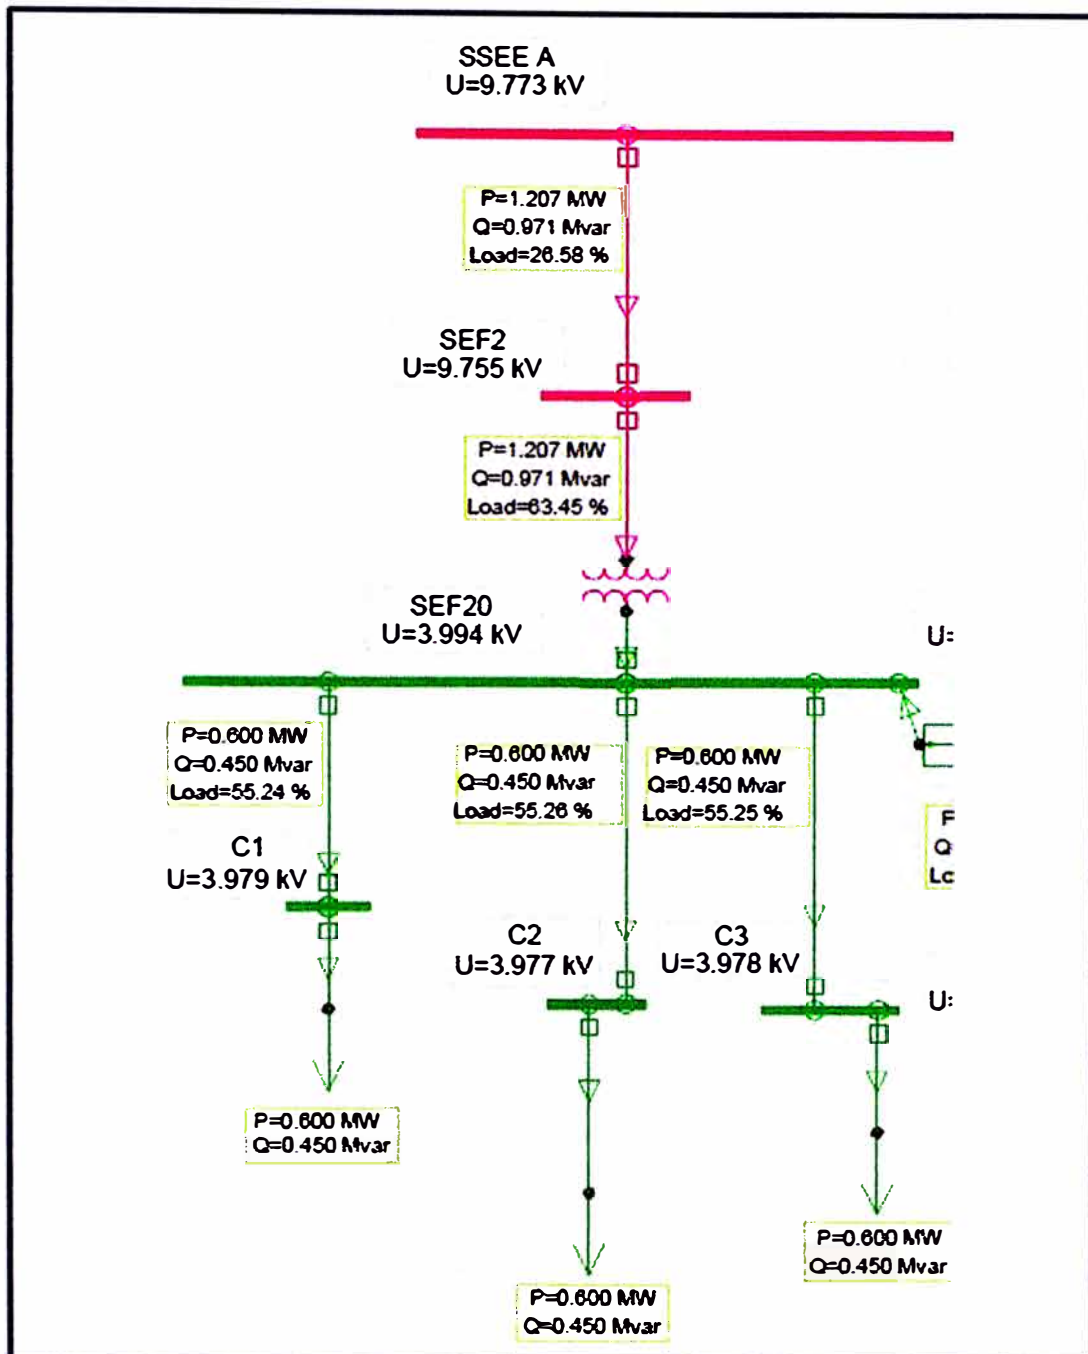 SSEE A
U=9.773 kV
P=1.207 MW
Q=0.971 Mvar
Load=26.58 %
SEF2
U=9.755 kV
P=1.207 MW
Q=0.971 Mvar
Load=63.45 %
SEF20
U=3.994 kV
U=
P=0.600 MW
Q=0.450 Mvar
Load=55.24 %
P=0.600 MW
Q=0.450 Mvar
Load=55.26 %
P=0.600 MW
Q=0.450 Mvar
Load=55.25 %
C1
U=3.979 kV
C2
U=3.977 kV
C3
U=3.978 kV
U=
P=0.600 MW
Q=0.450 Mvar
P=0.600 MW
Q=0.450 Mvar
P=0.600 MW
Q=0.450 Mvar